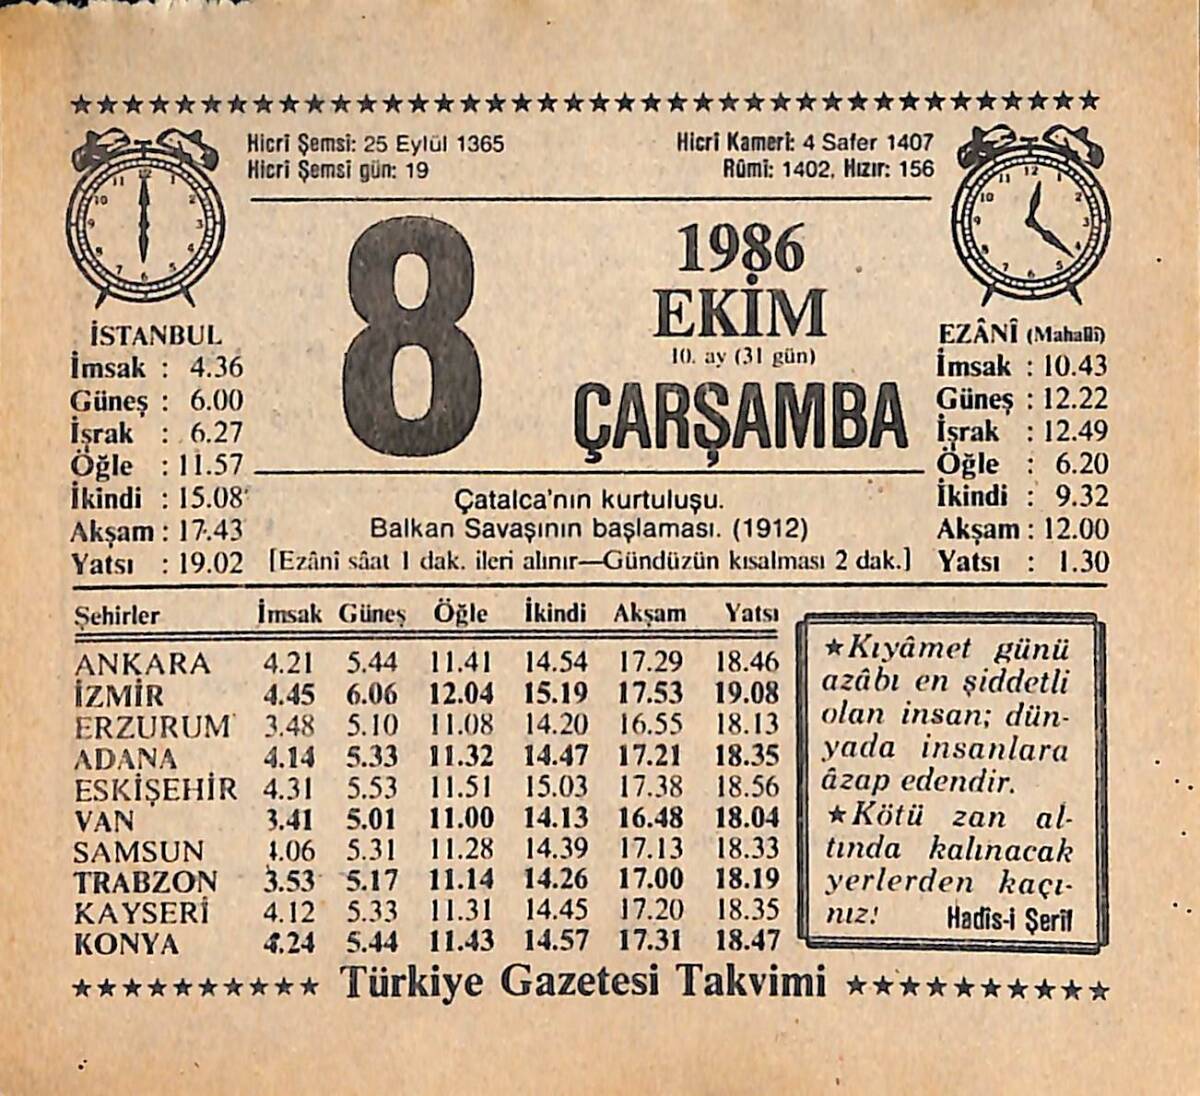 Hicrî Şemsî: 25 Eylül 1365
Hicrî Şemsî gün: 19
Hicrî Kamerî: 4 Safer 1407
Rûmî: 1402, Hızır: 156
8
1986
EKİM
10. ay (31 gün)
ÇARŞAMBA
İSTANBUL
İmsak : 4.36
Güneş : 6.00
İşrak : 6.27
Öğle : 11.57
İkindi : 15.08
Akşam : 17.43
Yatsı : 19.02
EZÂNÎ (Mahallî)
İmsak : 10.43
Güneş : 12.22
İşrak : 12.49
Öğle : 6.20
İkindi : 9.32
Akşam : 12.00
Yatsı : 1.30
Çatalca'nın kurtuluşu.
Balkan Savaşının başlaması. (1912)
[Ezânî sâat 1 dak. ileri alınır—Gündüzün kısalması 2 dak.]
Şehirler İmsak Güneş Öğle İkindi Akşam Yatsı
ANKARA 4.21 5.44 11.41 14.54 17.29 18.46
İZMİR 4.45 6.06 12.04 15.19 17.53 19.08
ERZURUM 3.48 5.10 11.08 14.20 16.55 18.13
ADANA 4.14 5.33 11.32 14.47 17.21 18.35
ESKİŞEHİR 4.31 5.53 11.51 15.03 17.38 18.56
VAN 3.41 5.01 11.00 14.13 16.48 18.04
SAMSUN 4.06 5.31 11.28 14.39 17.13 18.33
TRABZON 3.53 5.17 11.14 14.26 17.00 18.19
KAYSERİ 4.12 5.33 11.31 14.45 17.20 18.35
KONYA 4.24 5.44 11.43 14.57 17.31 18.47
★Kıyâmet günü
azâbı en şiddetli
olan insan; dün-
yada insanlara
âzap edendir.
★Kötü zan al-
tında kalınacak
yerlerden kaçı-
nız! Hadîs-i Şerîf
★★★★★★★★★★ Türkiye Gazetesi Takvimi ★★★★★★★★★★